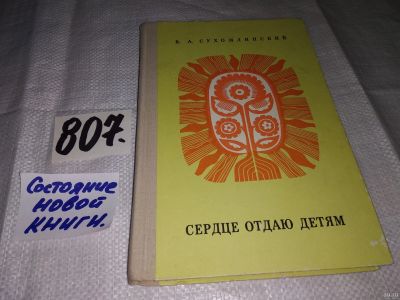 В. А. СУХОМЛИНСКИЙ
807.
Состояние
новой
книги.
СЕРДЦЕ ОТДАЮ ДЕТЯМ